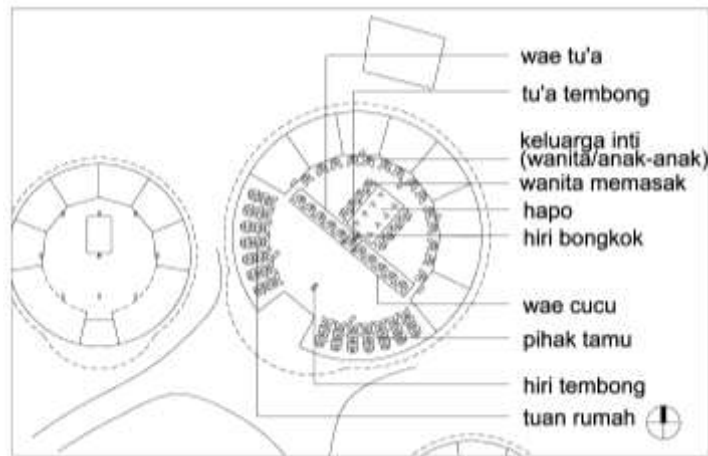 wae tu'a
tu'a tembong
keluarga inti
(wanita/anak-anak)
wanita memasak
hapo
hiri bongkok
wae cucu
pihak tamu
hiri tembong
tuan rumah